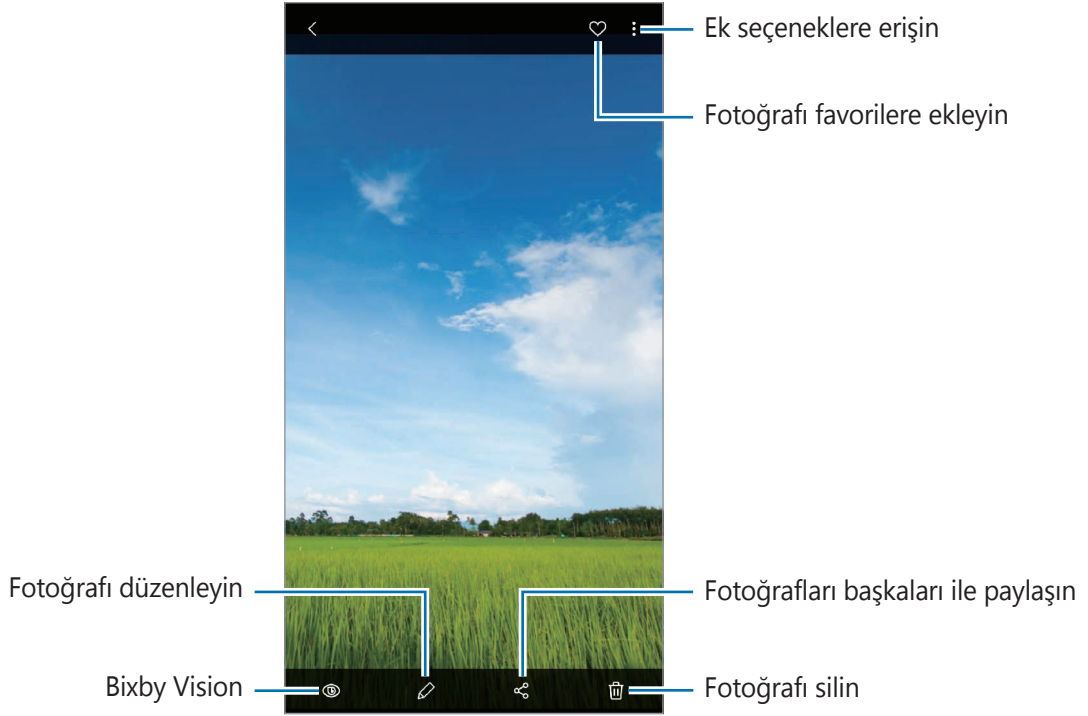 Ek seçeneklere erişin
Fotoğrafı favorilere ekleyin
Fotoğrafı düzenleyin
Fotoğrafları başkaları ile paylaşın
Bixby Vision
Fotoğrafı silin